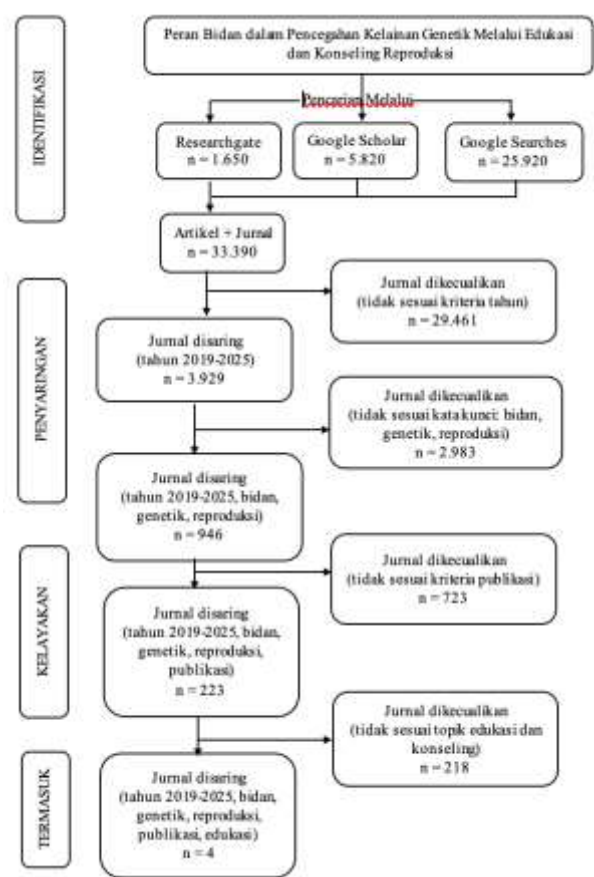 Peran Bidan dalam Pencegahan Kelainan Genetik Melalui Edukasi
dan Konseling Reproduksi
IDENTIFIKASI
Pencarian Melalui
Researchgate
n = 1.650
Google Scholar
n = 5.820
Google Searches
n = 25.920
Artikel + Jurnal
n = 33.390
PENYARINGAN
Jurnal dikecualikan
(tidak sesuai kriteria tahun)
n = 29.461
Jurnal disaring
(tahun 2019-2025)
n = 3.929
Jurnal dikecualikan
(tidak sesuai kata kunci: bidan,
genetik, reproduksi)
n = 2.983
Jurnal disaring
(tahun 2019-2025, bidan,
genetik, reproduksi)
n = 946
KELAYAKAN
Jurnal dikecualikan
(tidak sesuai kriteria publikasi)
n = 723
Jurnal disaring
(tahun 2019-2025, bidan,
genetik, reproduksi,
publikasi)
n = 223
Jurnal dikecualikan
(tidak sesuai topik edukasi dan
konseling)
n = 218
TERMASUK
Jurnal disaring
(tahun 2019-2025, bidan,
genetik, reproduksi,
publikasi, edukasi)
n = 4